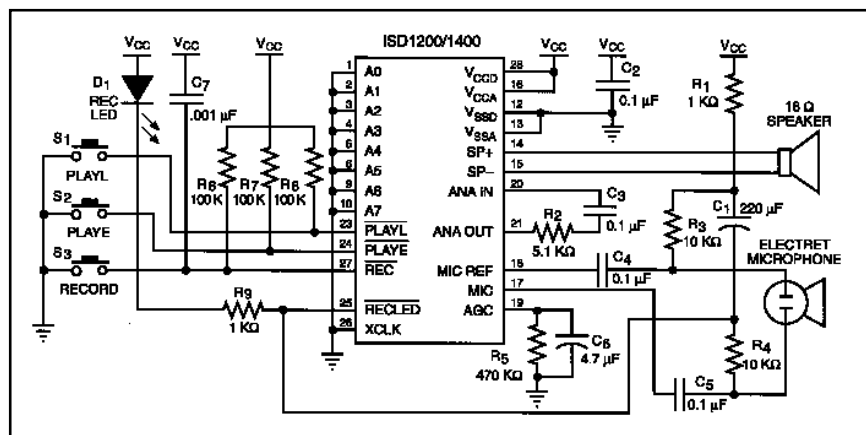 ISD1200/1400
VCC
VCC
VCC
VCC
VCC
VCC
D1
REC
LED
C7
.001 µF
S1
PLAYL
S2
PLAYE
S3
RECORD
R6
100 K
R7
100 K
R8
100 K
R9
1 KΩ
1 A0
2 A1
3 A2
4 A3
5 A4
6 A5
9 A6
10 A7
23 PLAYL
24 PLAYE
27 REC
25 RECLED
26 XCLK
VCCD 28
VCCA 16
VSSD 12
VSSA 13
SP+ 14
SP– 15
ANA IN 20
ANA OUT 21
MIC REF 18
MIC 17
AGC 19
C2
0.1 µF
R1
1 KΩ
16 Ω
SPEAKER
C3
0.1 µF
R2
5.1 KΩ
C1
220 µF
R3
10 KΩ
C4
0.1 µF
ELECTRET
MICROPHONE
R5
470 KΩ
C6
4.7 µF
R4
10 KΩ
C5
0.1 µF